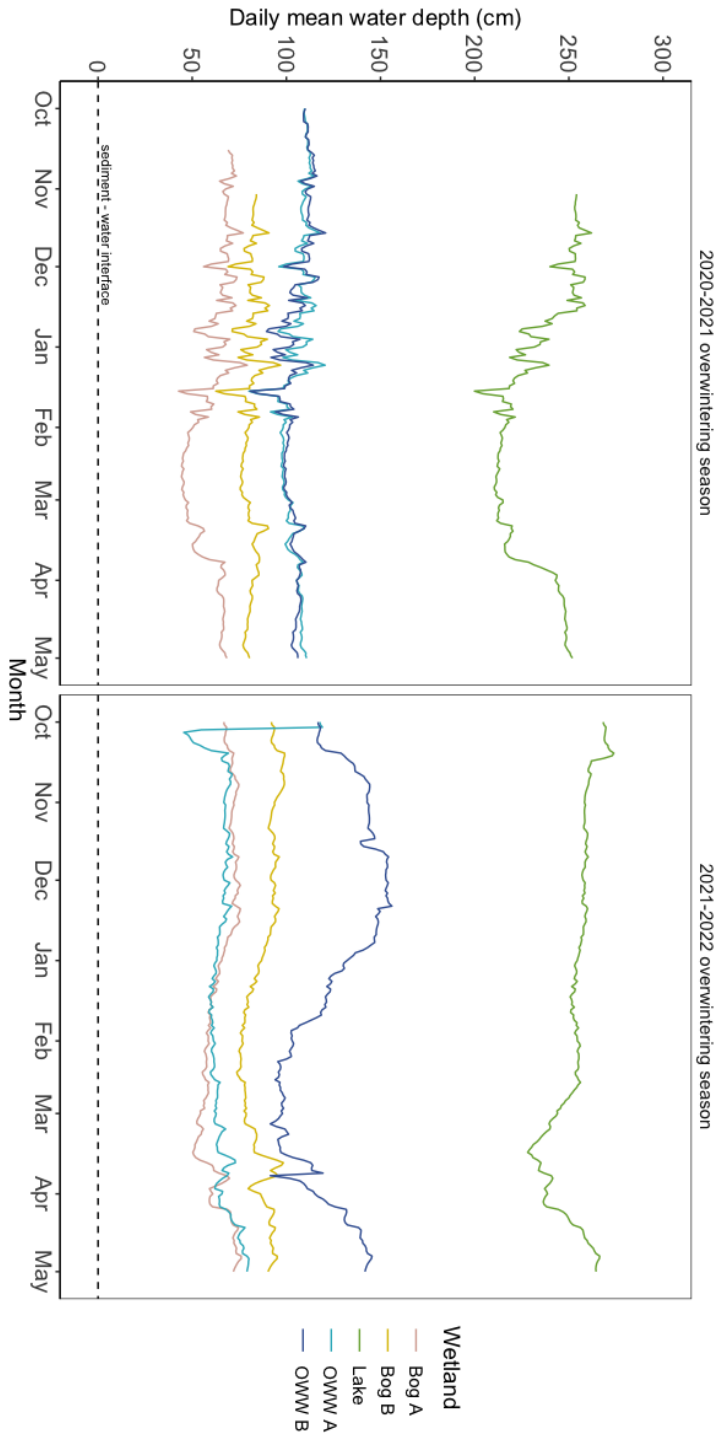 2020-2021 overwintering season
2021-2022 overwintering season
Daily mean water depth (cm)
300
250
200
150
100
50
0
sediment - water interface
Oct
Nov
Dec
Jan
Feb
Mar
Apr
May
Oct
Nov
Dec
Jan
Feb
Mar
Apr
May
Month
Wetland
Bog A
Bog B
Lake
OWW A
OWW B